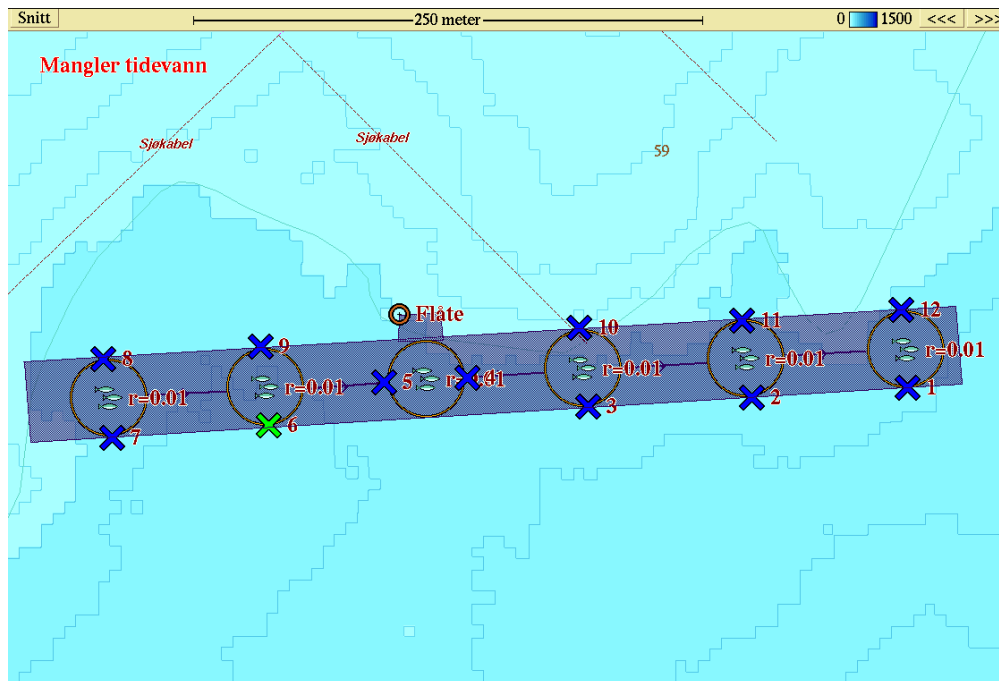 Snitt 250 meter 0 1500 <<< >>>
Mangler tidevann
Sjøkabel Sjøkabel
59
Flåte
10 11 12
8 9
r=0.01 r=0.01 5 4 r=0.01 r=0.01 r=0.01
7 6 3 2 1